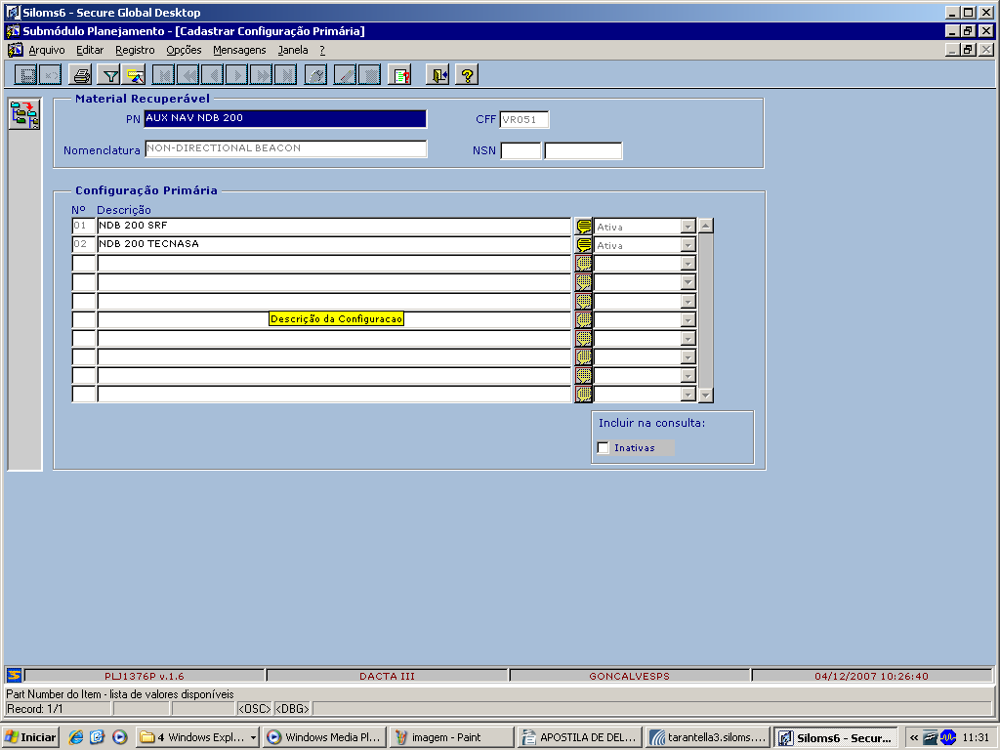 Siloms6 - Secure Global Desktop
Submódulo Planejamento - [Cadastrar Configuração Primária]
Arquivo Editar Registro Opções Mensagens Janela ?
Material Recuperável
PN AUX NAV NDB 200 CFF VR051
Nomenclatura NON-DIRECTIONAL BEACON NSN
Configuração Primária
Nº Descrição
01 NDB 200 SRF Ativa
02 NDB 200 TECNASA Ativa
Descrição da Configuracao
Incluir na consulta:
Inativas
PLJ1376P v.1.6 DACTA III GONCALVESPS 04/12/2007 10:26:40
Part Number do Item - lista de valores disponíveis
Record: 1/1 <OSC> <DBG>
Iniciar 4 Windows Expl... Windows Media Pl... imagem - Paint APOSTILA DE DEL... tarantella3.siloms.... Siloms6 - Secur... « 11:31